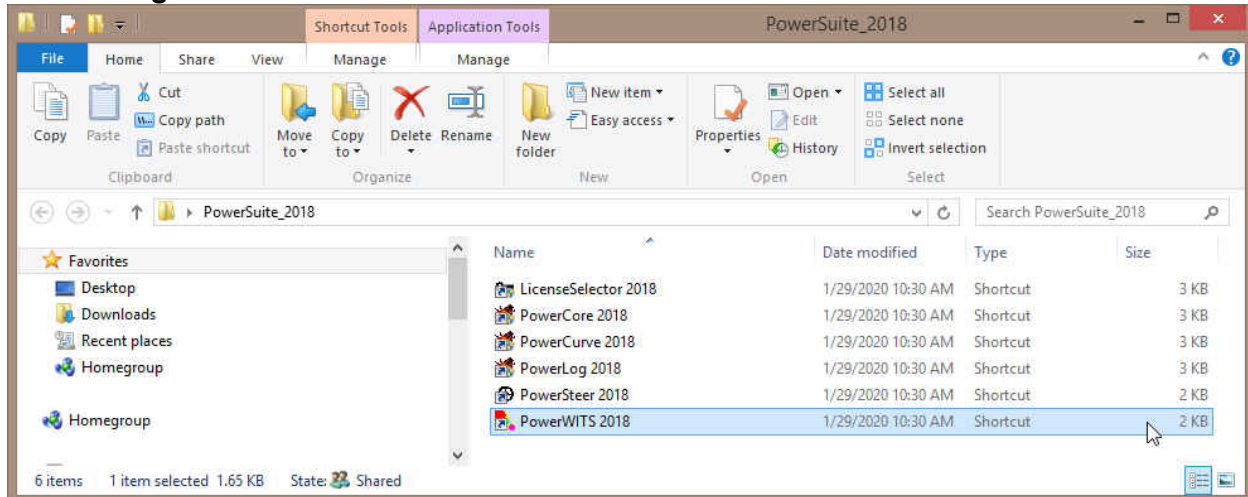 Shortcut Tools Application Tools PowerSuite_2018
File Home Share View Manage Manage
Copy
Paste
Cut
Copy path
Paste shortcut
Clipboard
Move to
Copy to
Delete
Rename
Organize
New folder
New item
Easy access
New
Properties
Open
Edit
History
Open
Select all
Select none
Invert selection
Select
PowerSuite_2018
Search PowerSuite_2018
Favorites
Desktop
Downloads
Recent places
Homegroup
Homegroup
Name Date modified Type Size
LicenseSelector 2018 1/29/2020 10:30 AM Shortcut 3 KB
PowerCore 2018 1/29/2020 10:30 AM Shortcut 3 KB
PowerCurve 2018 1/29/2020 10:30 AM Shortcut 3 KB
PowerLog 2018 1/29/2020 10:30 AM Shortcut 3 KB
PowerSteer 2018 1/29/2020 10:30 AM Shortcut 2 KB
PowerWITS 2018 1/29/2020 10:30 AM Shortcut 2 KB
6 items 1 item selected 1.65 KB State: Shared